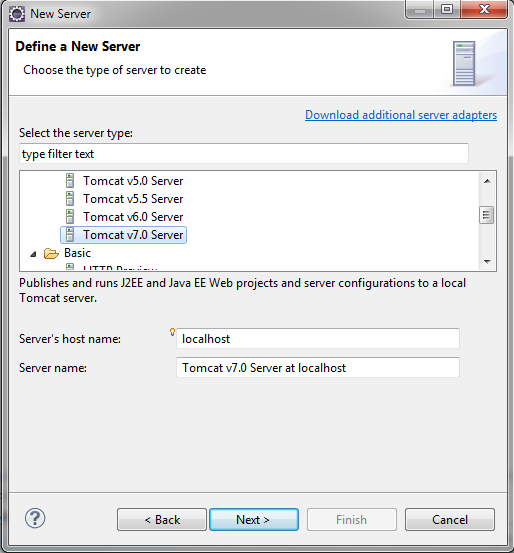 New Server
Define a New Server
Choose the type of server to create
Download additional server adapters
Select the server type:
type filter text
Tomcat v5.0 Server
Tomcat v5.5 Server
Tomcat v6.0 Server
Tomcat v7.0 Server
Basic
HTTP Preview
Publishes and runs J2EE and Java EE Web projects and server configurations to a local
Tomcat server.
Server's host name: localhost
Server name: Tomcat v7.0 Server at localhost
? < Back Next > Finish Cancel